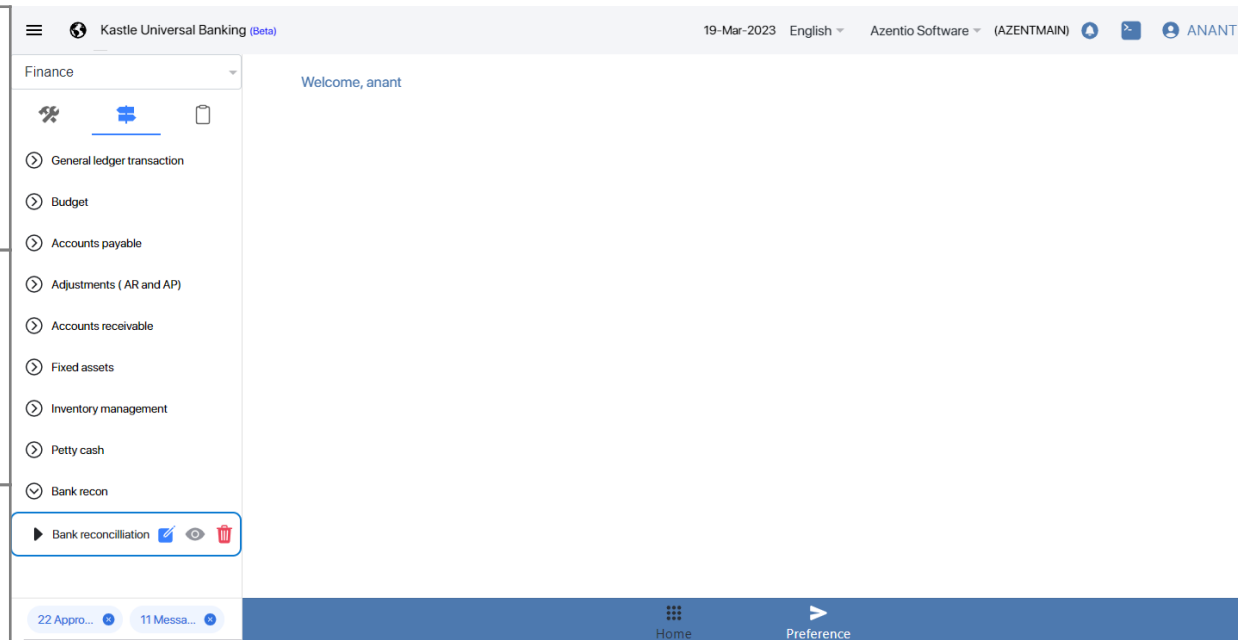 Kastle Universal Banking (Beta)
19-Mar-2023 English Azentio Software (AZENTMAIN) ANANT
Finance
Welcome, anant
General ledger transaction
Budget
Accounts payable
Adjustments ( AR and AP)
Accounts receivable
Fixed assets
Inventory management
Petty cash
Bank recon
Bank reconcilliation
22 Appro... 11 Messa...
Home Preference